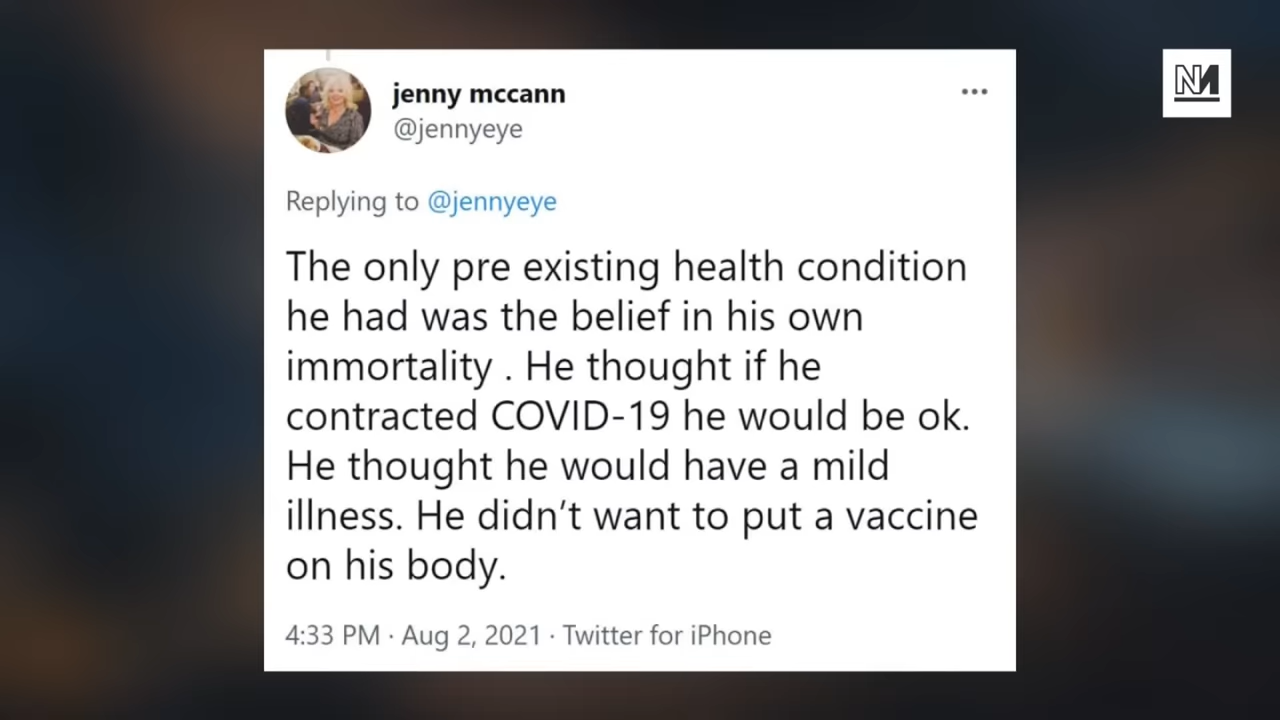 jenny mccann
@jennyeye
Replying to @jennyeye
The only pre existing health condition
he had was the belief in his own
immortality . He thought if he
contracted COVID-19 he would be ok.
He thought he would have a mild
illness. He didn’t want to put a vaccine
on his body.
4:33 PM · Aug 2, 2021 · Twitter for iPhone
NM